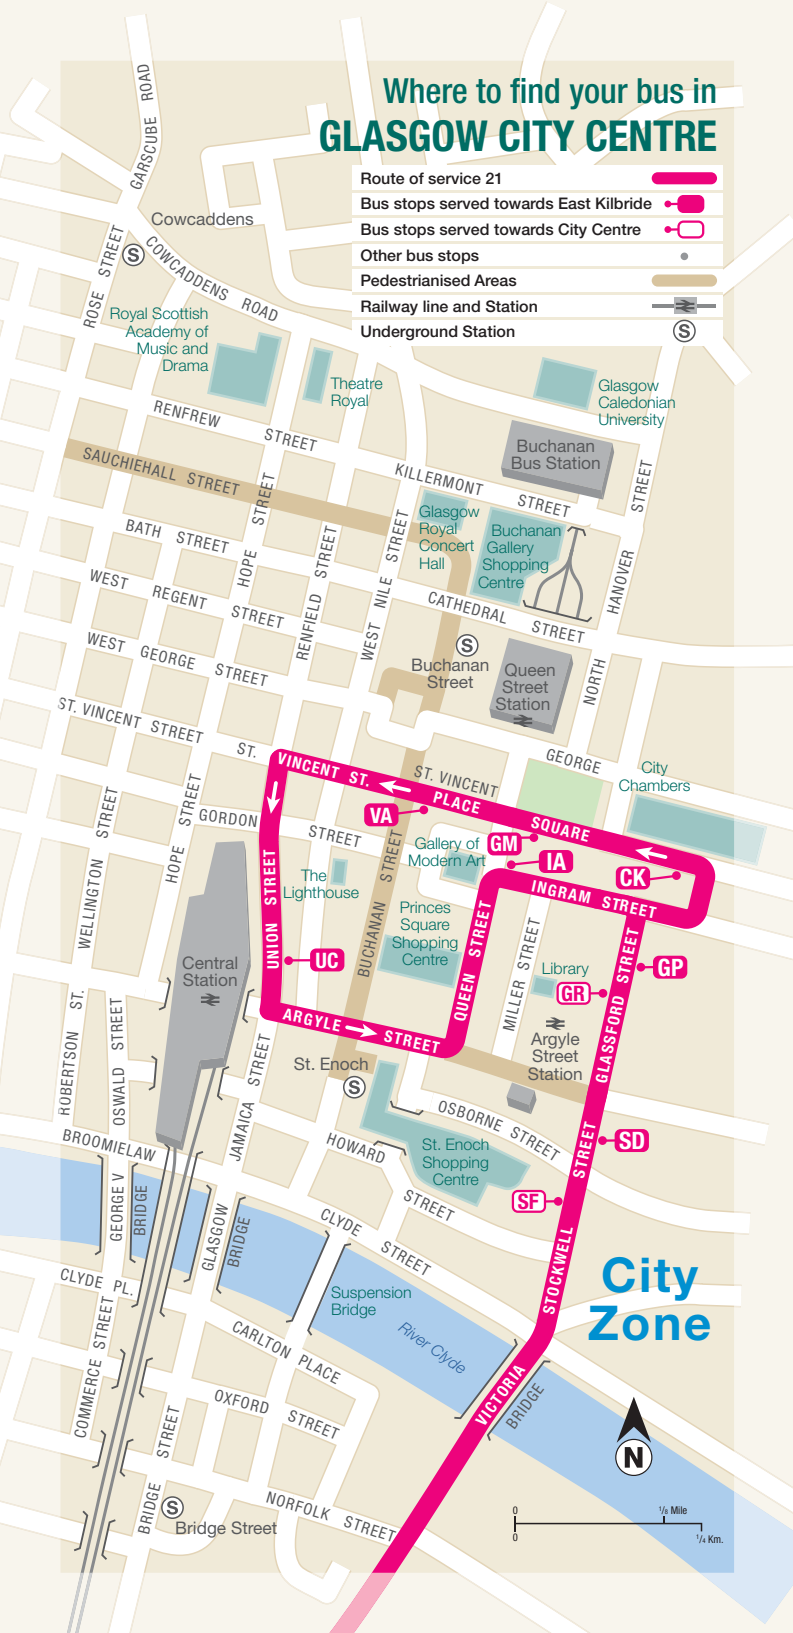 Where to find your bus in
GLASGOW CITY CENTRE
Route of service 21
Bus stops served towards East Kilbride
Bus stops served towards City Centre
Other bus stops
Pedestrianised Areas
Railway line and Station
Underground Station
S
GARSCUBE ROAD
Cowcaddens
S
ROSE STREET
COWCADDENS ROAD
Royal Scottish
Academy of
Music and
Drama
Theatre
Royal
Glasgow
Caledonian
University
RENFREW STREET
Buchanan
Bus Station
SAUCHIEHALL STREET
KILLERMONT STREET
HOPE STREET
Glasgow
Royal
Concert
Hall
Buchanan
Gallery
Shopping
Centre
BATH STREET
RENFIELD STREET
WEST NILE STREET
NORTH HANOVER STREET
WEST REGENT STREET
CATHEDRAL STREET
WEST GEORGE STREET
S
Buchanan
Street
Queen
Street
Station
ST. VINCENT STREET
ST. VINCENT ST.
ST. VINCENT PLACE
GEORGE SQUARE
City
Chambers
HOPE STREET
WELLINGTON STREET
GORDON STREET
VA
GM
IA
CK
Gallery of
Modern Art
INGRAM STREET
The
Lighthouse
BUCHANAN STREET
Princes
Square
Shopping
Centre
UNION STREET
UC
QUEEN STREET
MILLER STREET
Library
GR
GP
GLASSFORD STREET
Central
Station
ROBERTSON ST.
OSWALD STREET
ARGYLE STREET
Argyle
Street
Station
St. Enoch
S
JAMAICA STREET
OSBORNE STREET
BROOMIELAW
HOWARD STREET
St. Enoch
Shopping
Centre
SD
SF
STOCKWELL STREET
GEORGE V BRIDGE
GLASGOW BRIDGE
CLYDE STREET
City
Zone
CLYDE PL.
Suspension
Bridge
River Clyde
CARLTON PLACE
COMMERCE STREET
VICTORIA BRIDGE
OXFORD STREET
N
BRIDGE STREET
S
Bridge Street
NORFOLK STREET
0
1/8 Mile
0
1/4 Km.